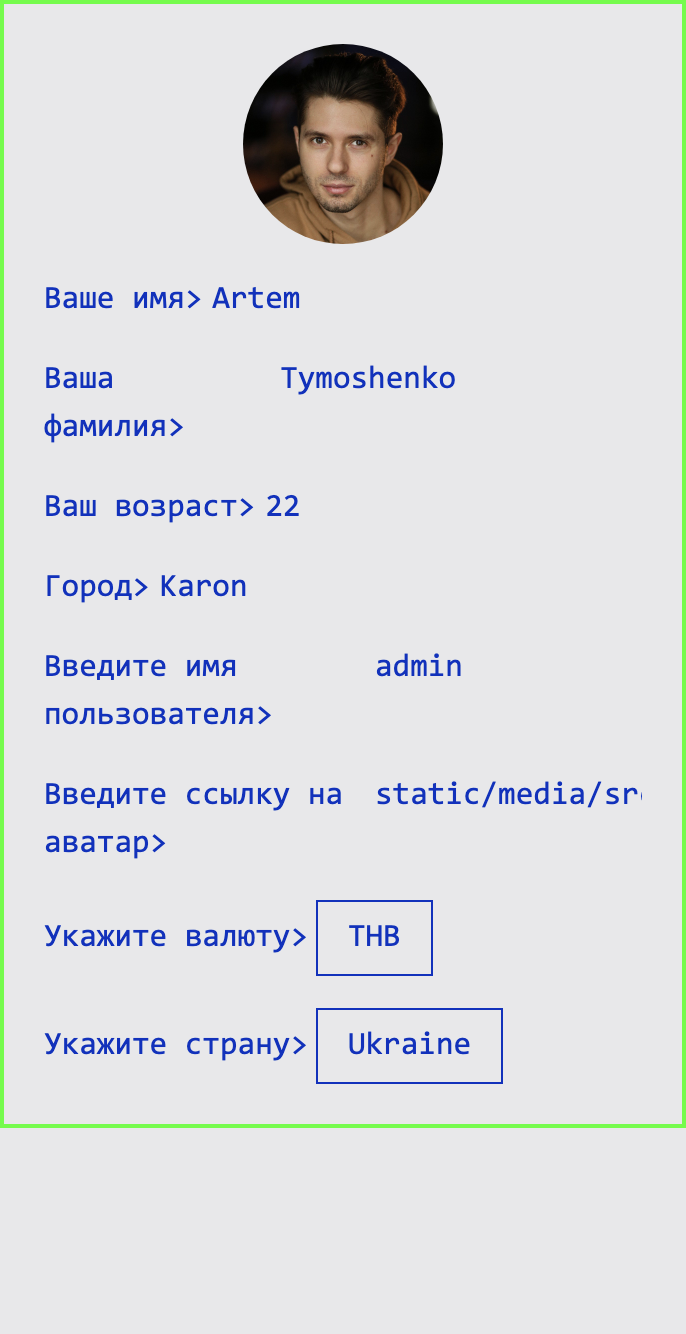 Ваше имя> Artem
Ваша Tymoshenko
фамилия>
Ваш возраст> 22
Город> Karon
Введите имя admin
пользователя>
Введите ссылку на static/media/sr
аватар>
Укажите валюту> THB
Укажите страну> Ukraine